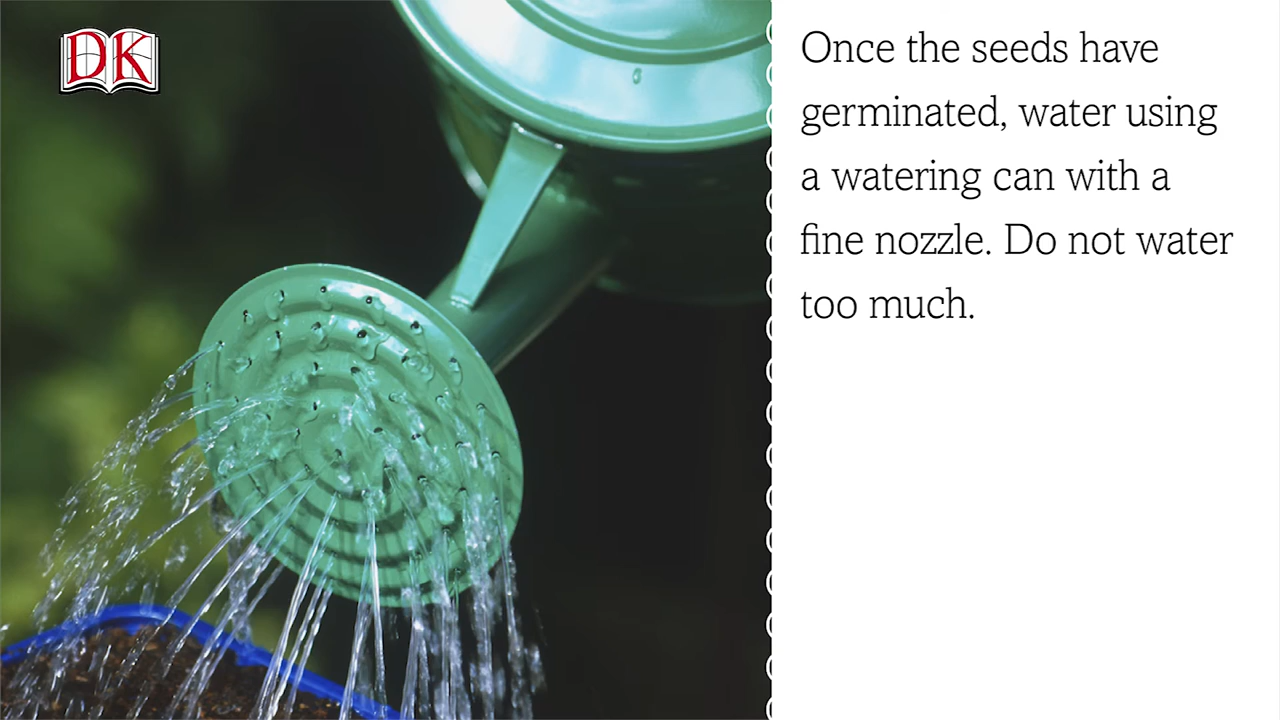 DK
Once the seeds have
germinated, water using
a watering can with a
fine nozzle. Do not water
too much.